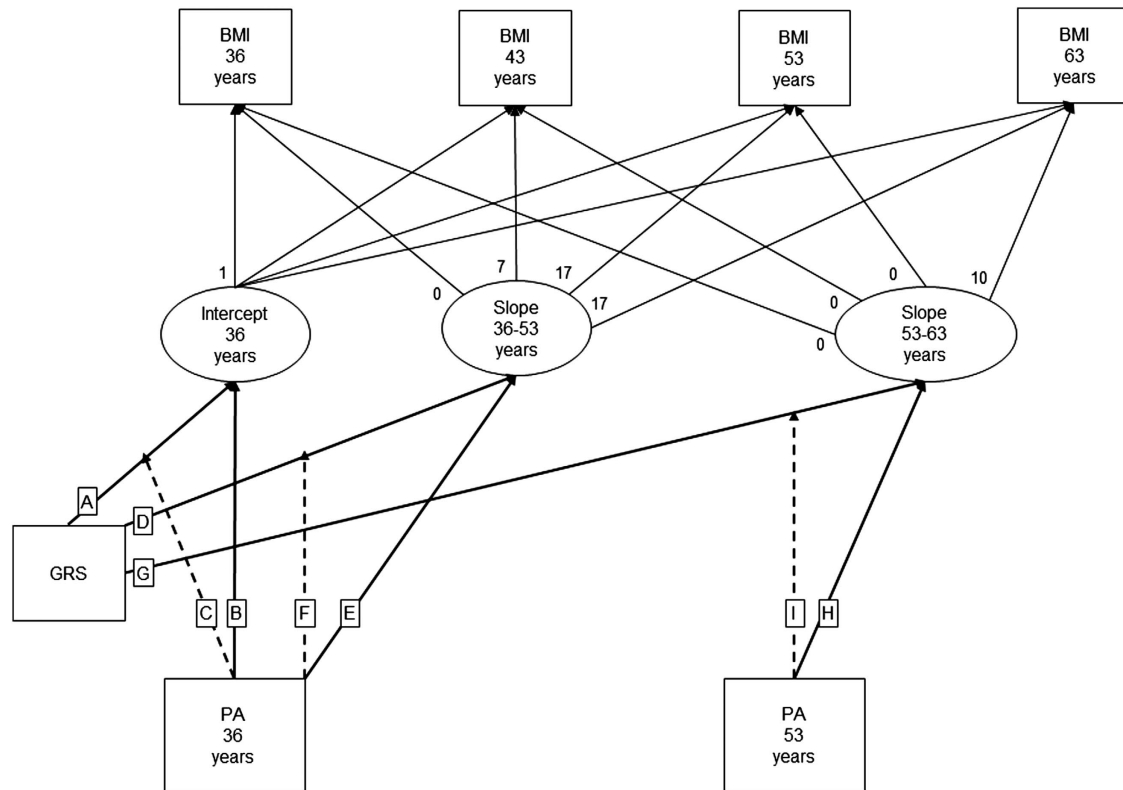 BMI
36
years
BMI
43
years
BMI
53
years
BMI
63
years
1
0
7
17
17
0
0
0
10
Intercept
36
years
Slope
36-53
years
Slope
53-63
years
A
D
G
GRS
C
B
F
E
I
H
PA
36
years
PA
53
years